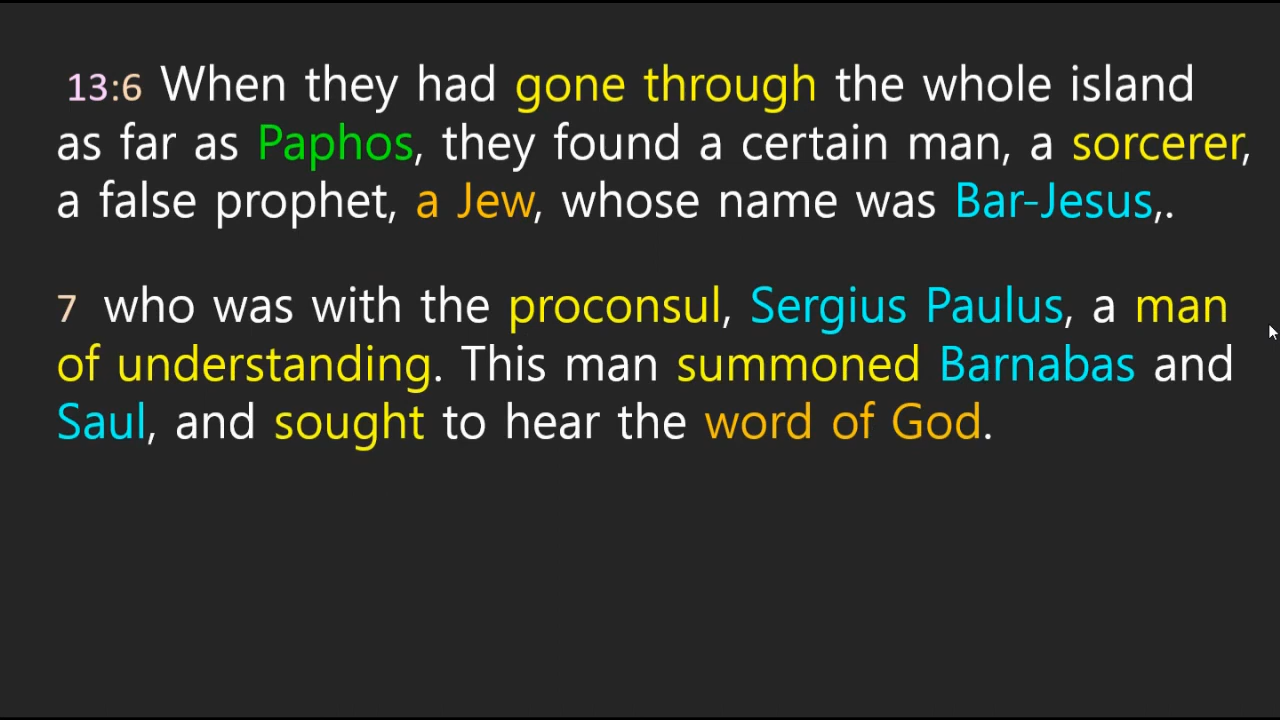 13:6 When they had gone through the whole island
as far as Paphos, they found a certain man, a sorcerer,
a false prophet, a Jew, whose name was Bar-Jesus,.
7 who was with the proconsul, Sergius Paulus, a man
of understanding. This man summoned Barnabas and
Saul, and sought to hear the word of God.